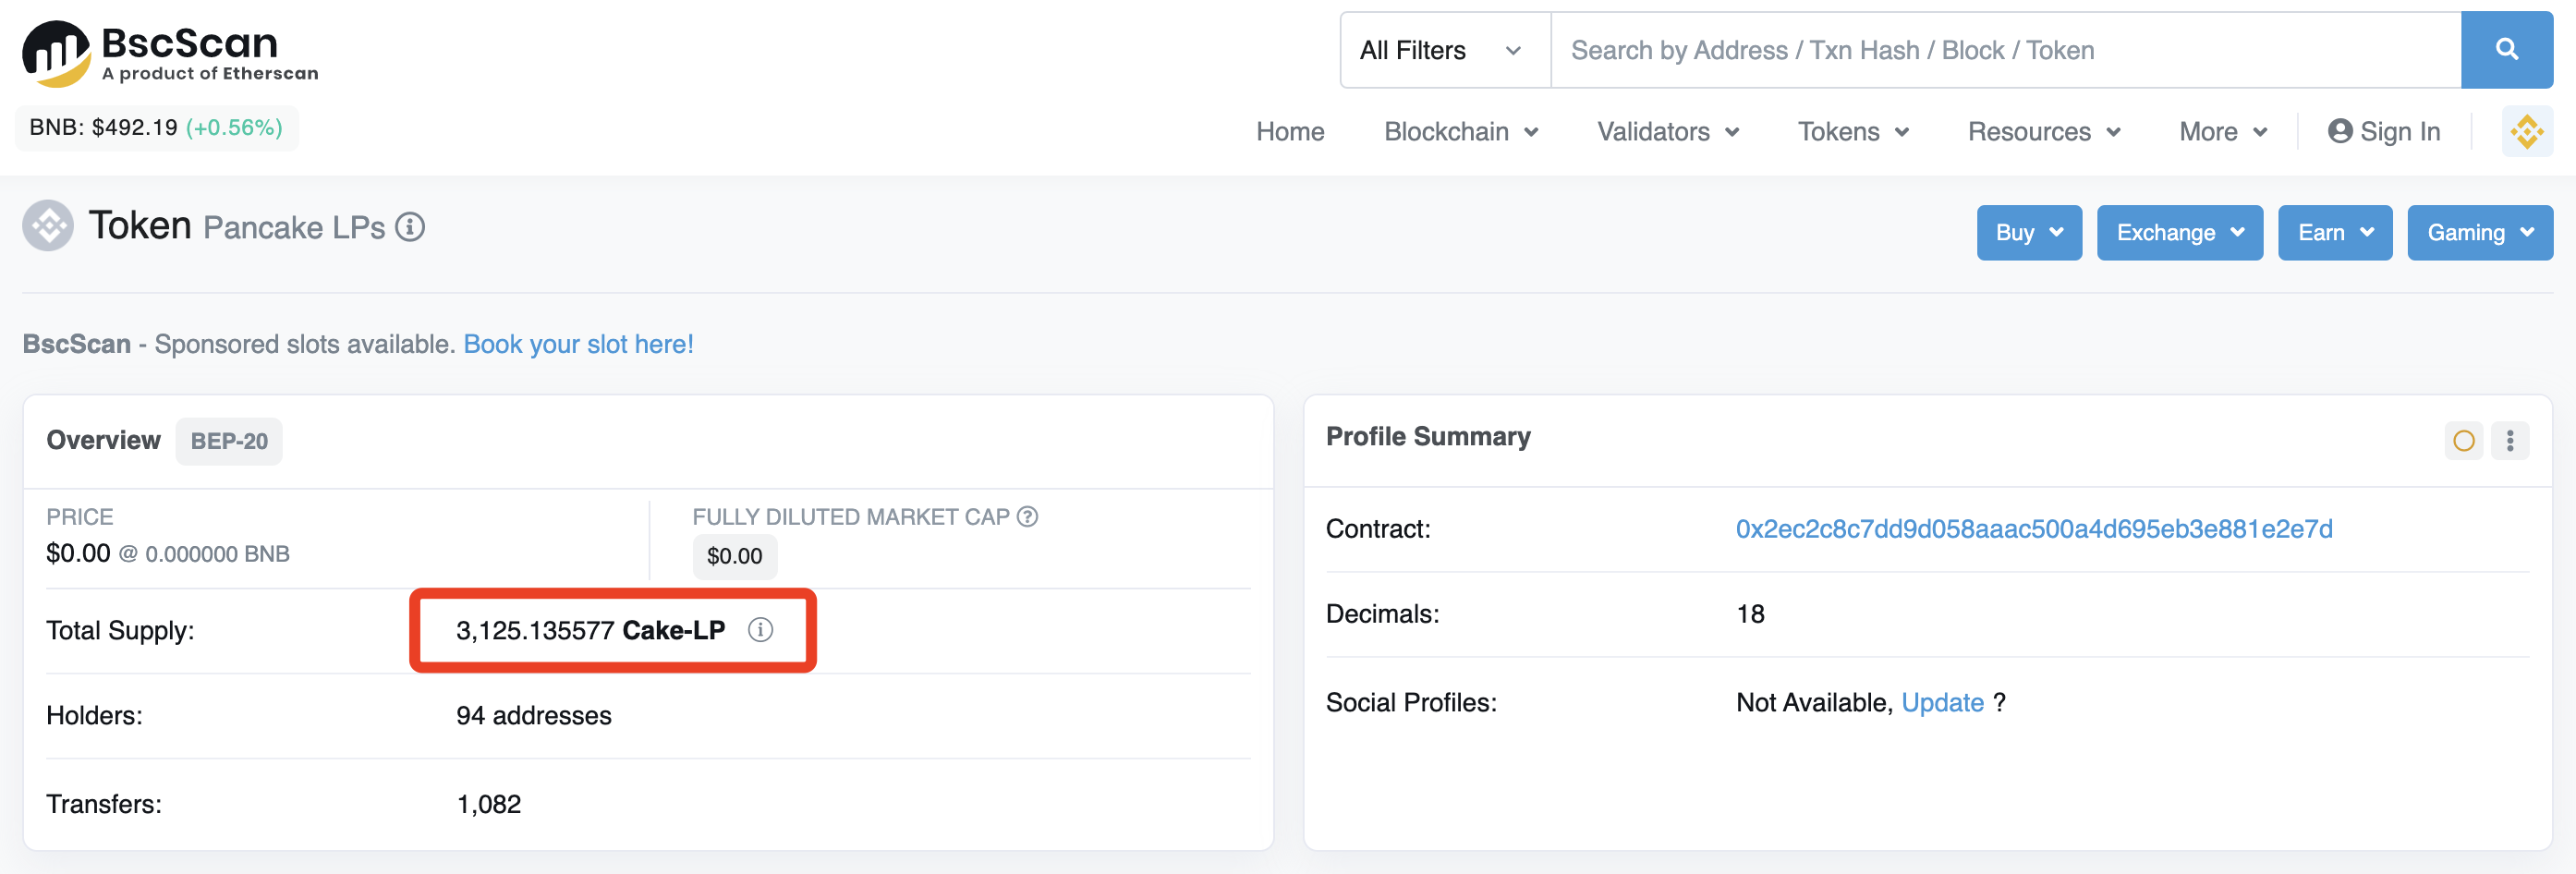 BscScan
A product of Etherscan
All Filters
Search by Address / Txn Hash / Block / Token
BNB: $492.19 (+0.56%)
Home Blockchain Validators Tokens Resources More Sign In
Token Pancake LPs
Buy Exchange Earn Gaming
BscScan - Sponsored slots available. Book your slot here!
Overview BEP-20
PRICE
$0.00 @ 0.000000 BNB
FULLY DILUTED MARKET CAP
$0.00
Total Supply: 3,125.135577 Cake-LP
Holders: 94 addresses
Transfers: 1,082
Profile Summary
Contract: 0x2ec2c8c7dd9d058aaac500a4d695eb3e881e2e7d
Decimals: 18
Social Profiles: Not Available, Update ?